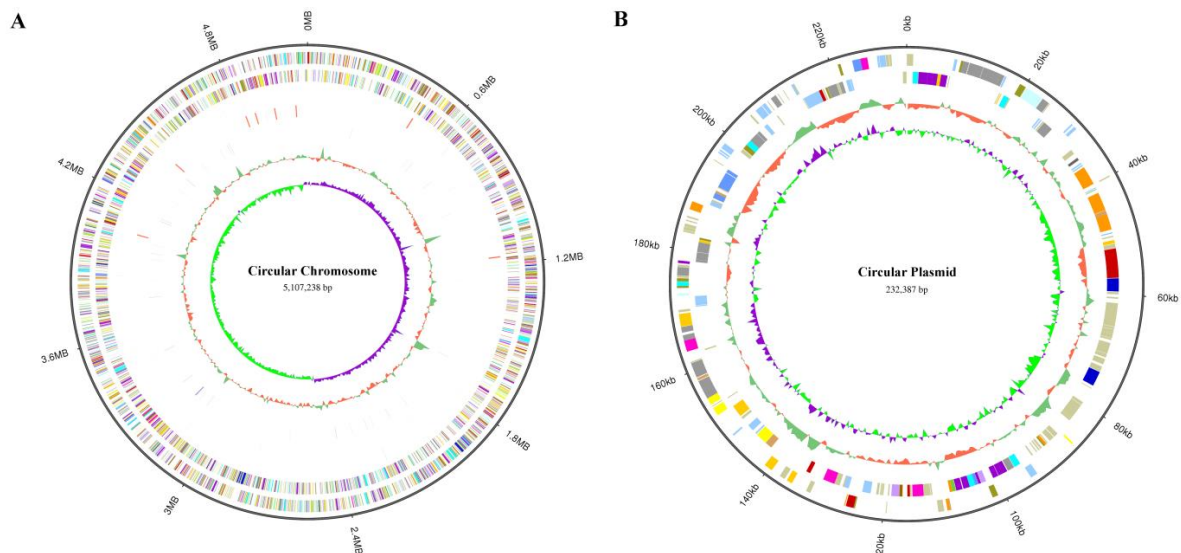 A
0MB
0.6MB
1.2MB
1.8MB
2.4MB
3MB
3.6MB
4.2MB
4.8MB
Circular Chromosome
5,107,238 bp
B
0kb
20kb
40kb
60kb
80kb
100kb
20kb
140kb
160kb
180kb
200kb
220kb
Circular Plasmid
232,387 bp